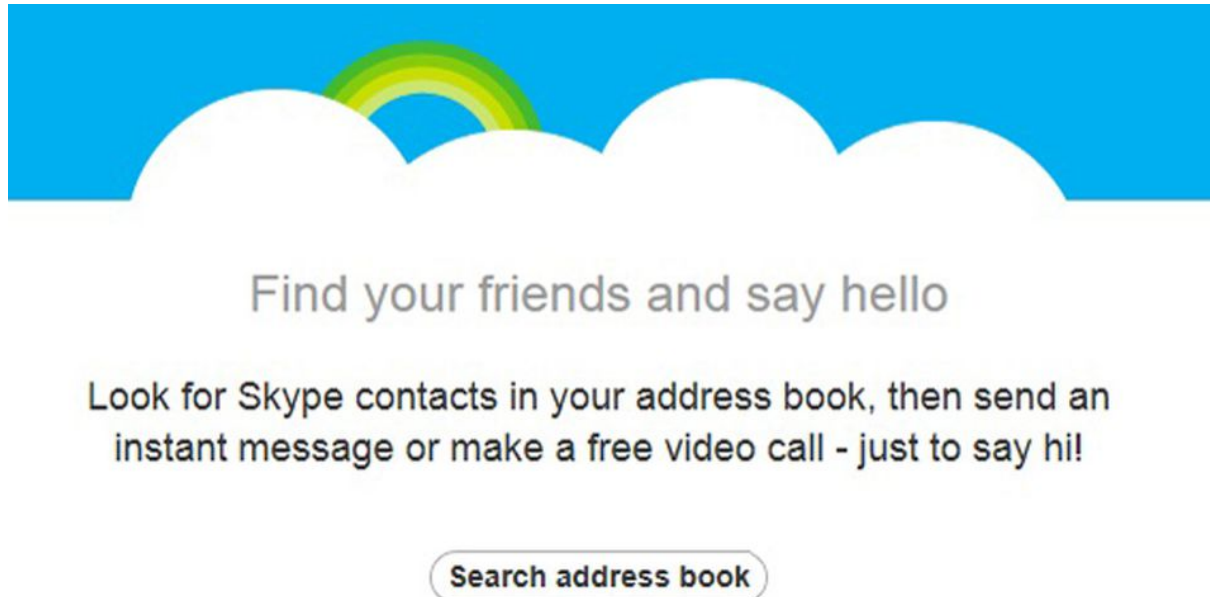 Find your friends and say hello
Look for Skype contacts in your address book, then send an
instant message or make a free video call - just to say hi!
Search address book